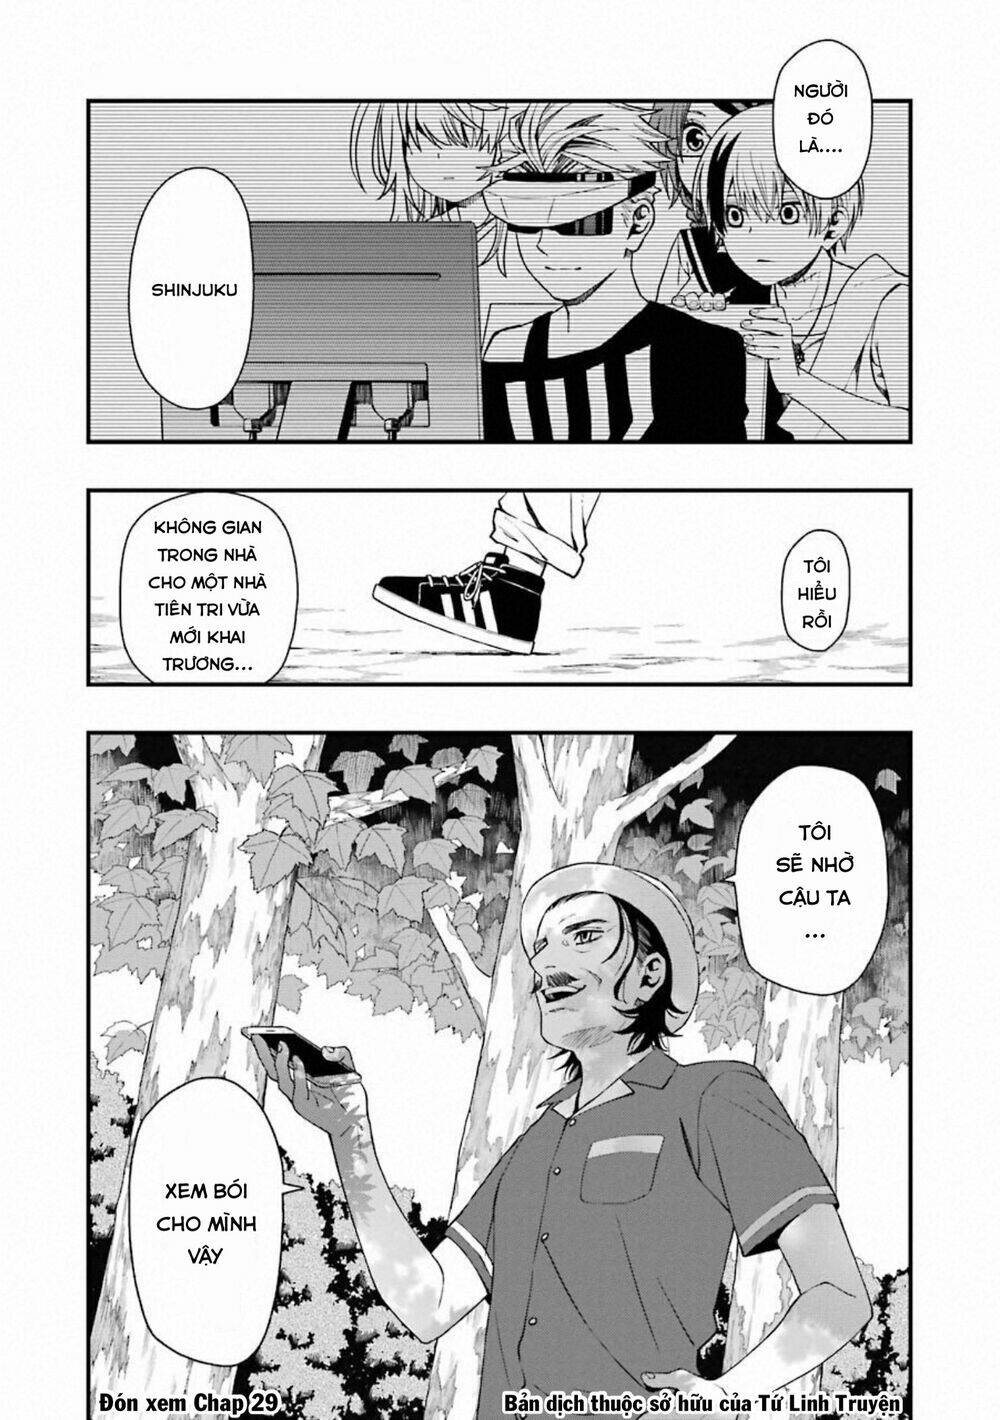 NGƯỜI
ĐÓ
LÀ....
SHINJUKU
TÔI
HIỂU
RỒI
KHÔNG GIAN
TRONG NHÀ
CHO MỘT NHÀ
TIÊN TRI VỪA
MỚI KHAI
TRƯƠNG...
TÔI
SẼ NHỜ
CẬU TA
...
XEM BÓI
CHO MÌNH
VẬY
Đón xem Chap 29
Bản dịch thuộc sở hữu của Tứ Linh Truyện